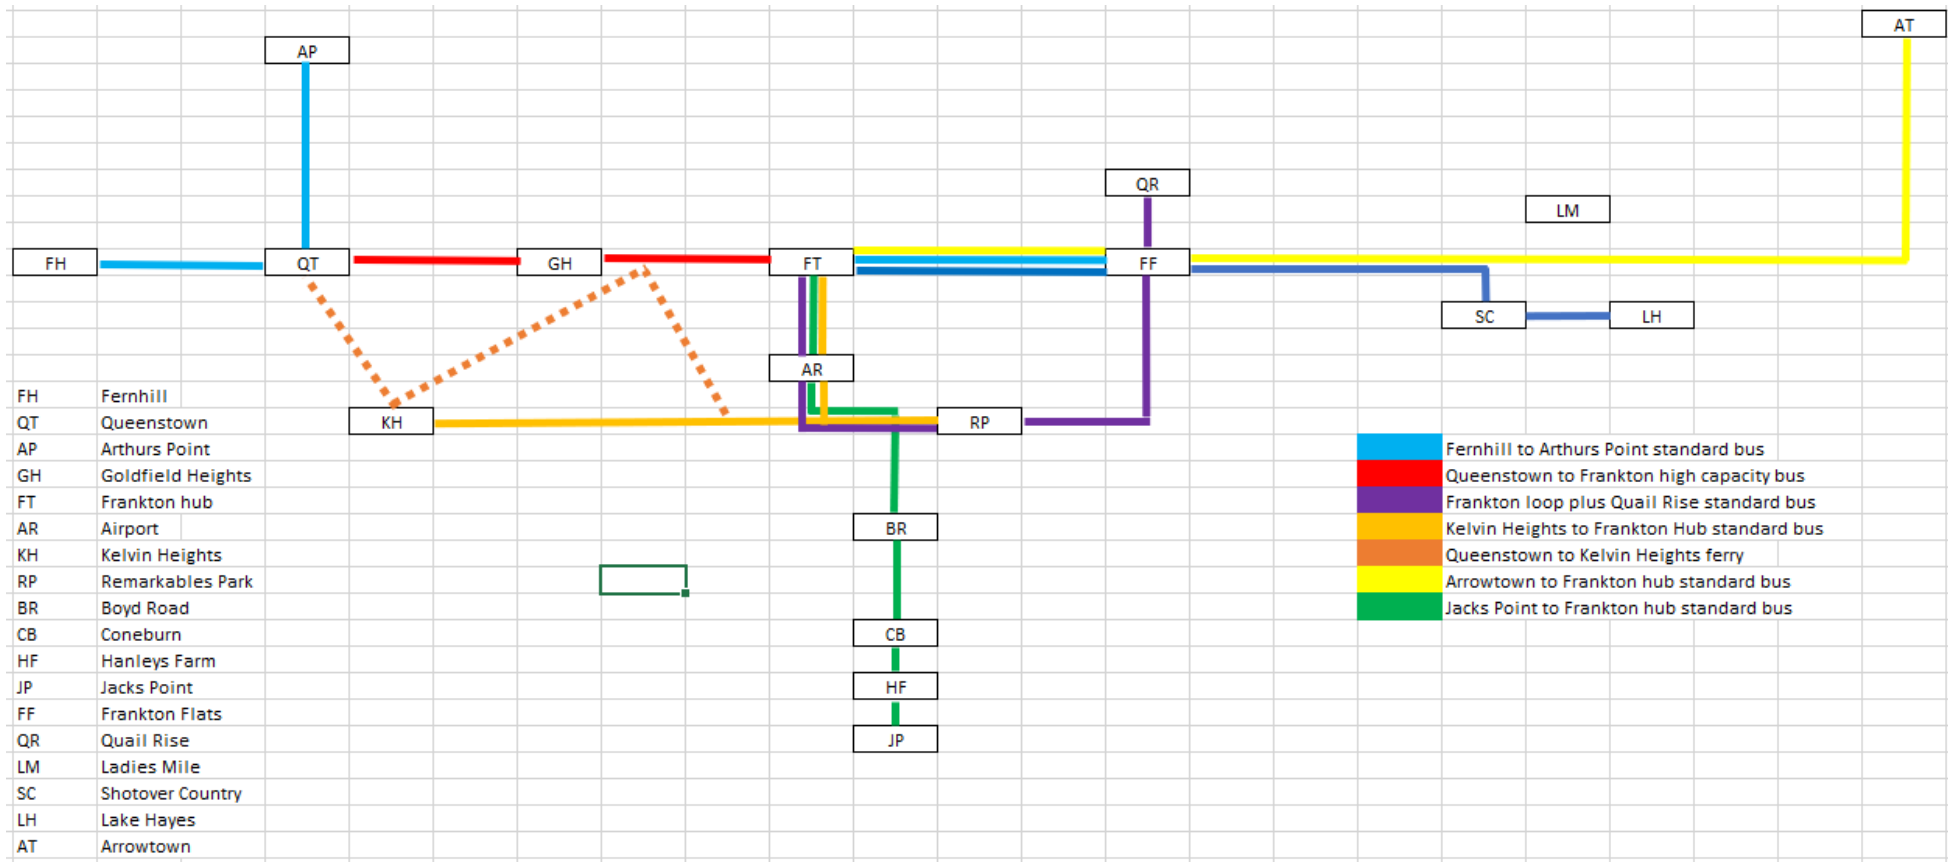 AT
AP
QR
LM
FH QT GH FT FF
SC LH
AR
KH RP
BR
CB
HF
JP
FH Fernhill
QT Queenstown
AP Arthurs Point
GH Goldfield Heights
FT Frankton hub
AR Airport
KH Kelvin Heights
RP Remarkables Park
BR Boyd Road
CB Coneburn
HF Hanleys Farm
JP Jacks Point
FF Frankton Flats
QR Quail Rise
LM Ladies Mile
SC Shotover Country
LH Lake Hayes
AT Arrowtown
Fernhill to Arthurs Point standard bus
Queenstown to Frankton high capacity bus
Frankton loop plus Quail Rise standard bus
Kelvin Heights to Frankton Hub standard bus
Queenstown to Kelvin Heights ferry
Arrowtown to Frankton hub standard bus
Jacks Point to Frankton hub standard bus